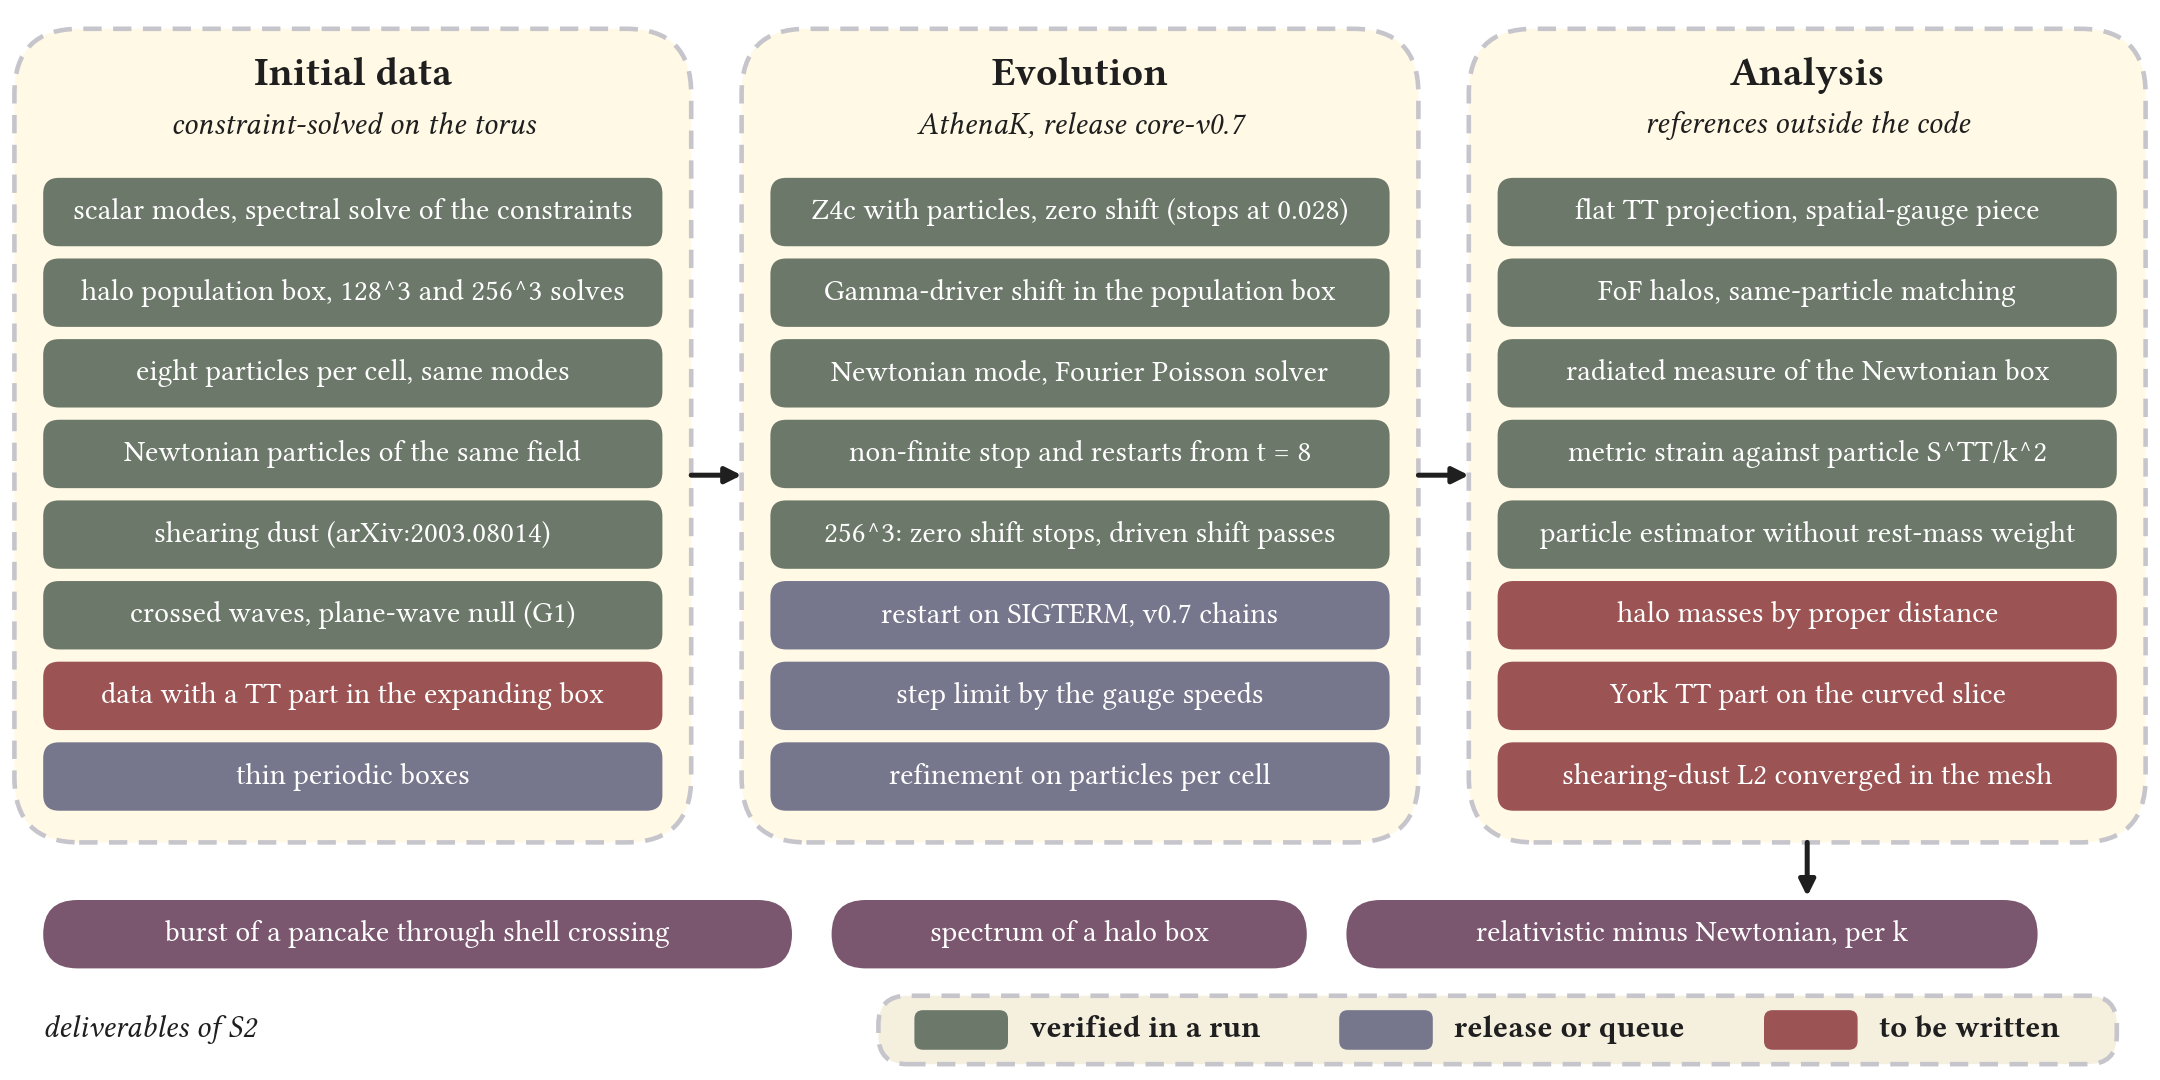 Initial data
constraint-solved on the torus
scalar modes, spectral solve of the constraints
halo population box, 128^3 and 256^3 solves
eight particles per cell, same modes
Newtonian particles of the same field
shearing dust (arXiv:2003.08014)
crossed waves, plane-wave null (G1)
data with a TT part in the expanding box
thin periodic boxes
Evolution
AthenaK, release core-v0.7
Z4c with particles, zero shift (stops at 0.028)
Gamma-driver shift in the population box
Newtonian mode, Fourier Poisson solver
non-finite stop and restarts from t = 8
256^3: zero shift stops, driven shift passes
restart on SIGTERM, v0.7 chains
step limit by the gauge speeds
refinement on particles per cell
Analysis
references outside the code
flat TT projection, spatial-gauge piece
FoF halos, same-particle matching
radiated measure of the Newtonian box
metric strain against particle S^TT/k^2
particle estimator without rest-mass weight
halo masses by proper distance
York TT part on the curved slice
shearing-dust L2 converged in the mesh
burst of a pancake through shell crossing
spectrum of a halo box
relativistic minus Newtonian, per k
deliverables of S2
verified in a run
release or queue
to be written